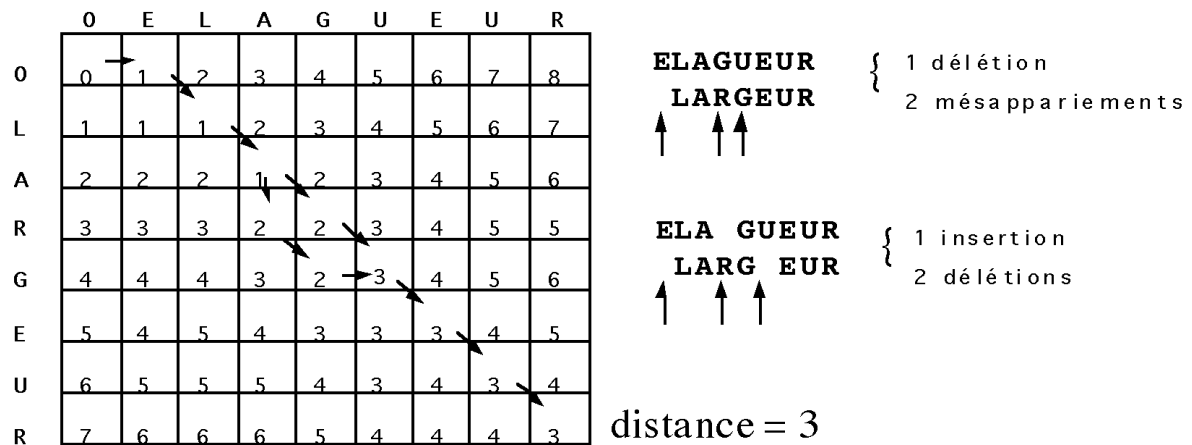 0 E L A G U E U R
0 0 1 2 3 4 5 6 7 8
L 1 1 1 2 3 4 5 6 7
A 2 2 2 1 2 3 4 5 6
R 3 3 3 2 2 3 4 5 5
G 4 4 4 3 2 3 4 5 6
E 5 4 5 4 3 3 3 4 5
U 6 5 5 5 4 3 4 3 4
R 7 6 6 6 5 4 4 4 3
ELAGUEUR { 1 délétion
LARGEUR 2 mésappariements
ELA GUEUR { 1 insertion
LARG EUR 2 délétions
distance = 3